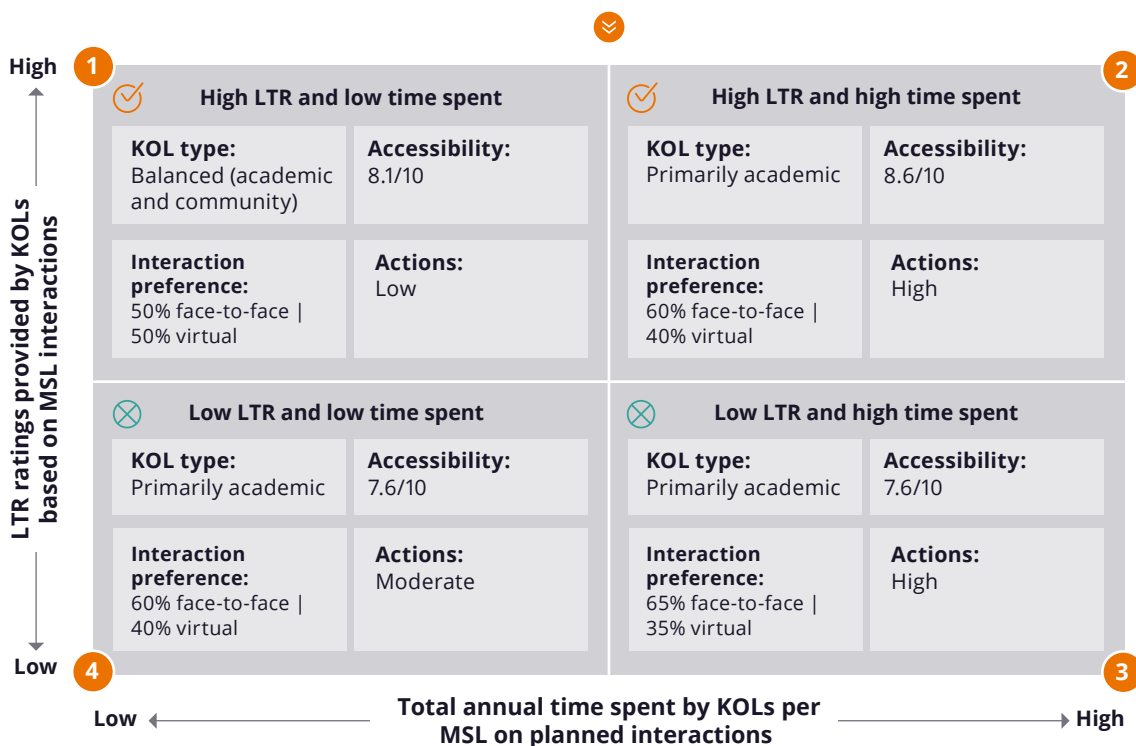 High
1
2
High LTR and low time spent
High LTR and high time spent
KOL type:
Balanced (academic
and community)
Accessibility:
8.1/10
KOL type:
Primarily academic
Accessibility:
8.6/10
Interaction
preference:
50% face-to-face |
50% virtual
Actions:
Low
Interaction
preference:
60% face-to-face |
40% virtual
Actions:
High
LTR ratings provided by KOLs
based on MSL interactions
Low LTR and low time spent
Low LTR and high time spent
KOL type:
Primarily academic
Accessibility:
7.6/10
KOL type:
Primarily academic
Accessibility:
7.6/10
Interaction
preference:
60% face-to-face |
40% virtual
Actions:
Moderate
Interaction
preference:
65% face-to-face |
35% virtual
Actions:
High
Low
4
3
Low
Total annual time spent by KOLs per
MSL on planned interactions
High